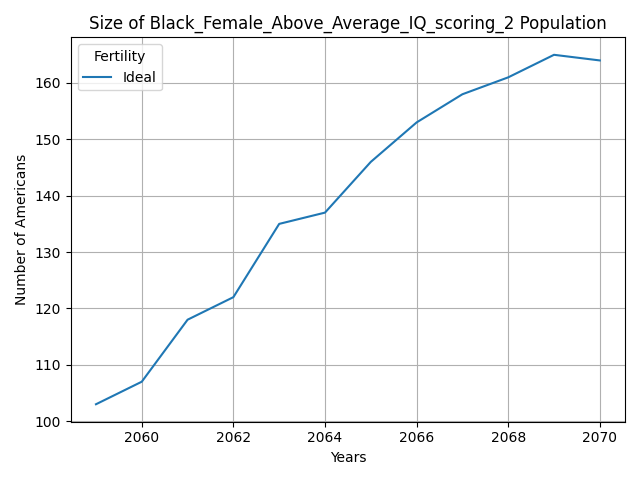 Size of Black_Female_Above_Average_IQ_scoring_2 Population
Fertility
Ideal
Number of Americans
160
150
140
130
120
110
100
2060 2062 2064 2066 2068 2070
Years